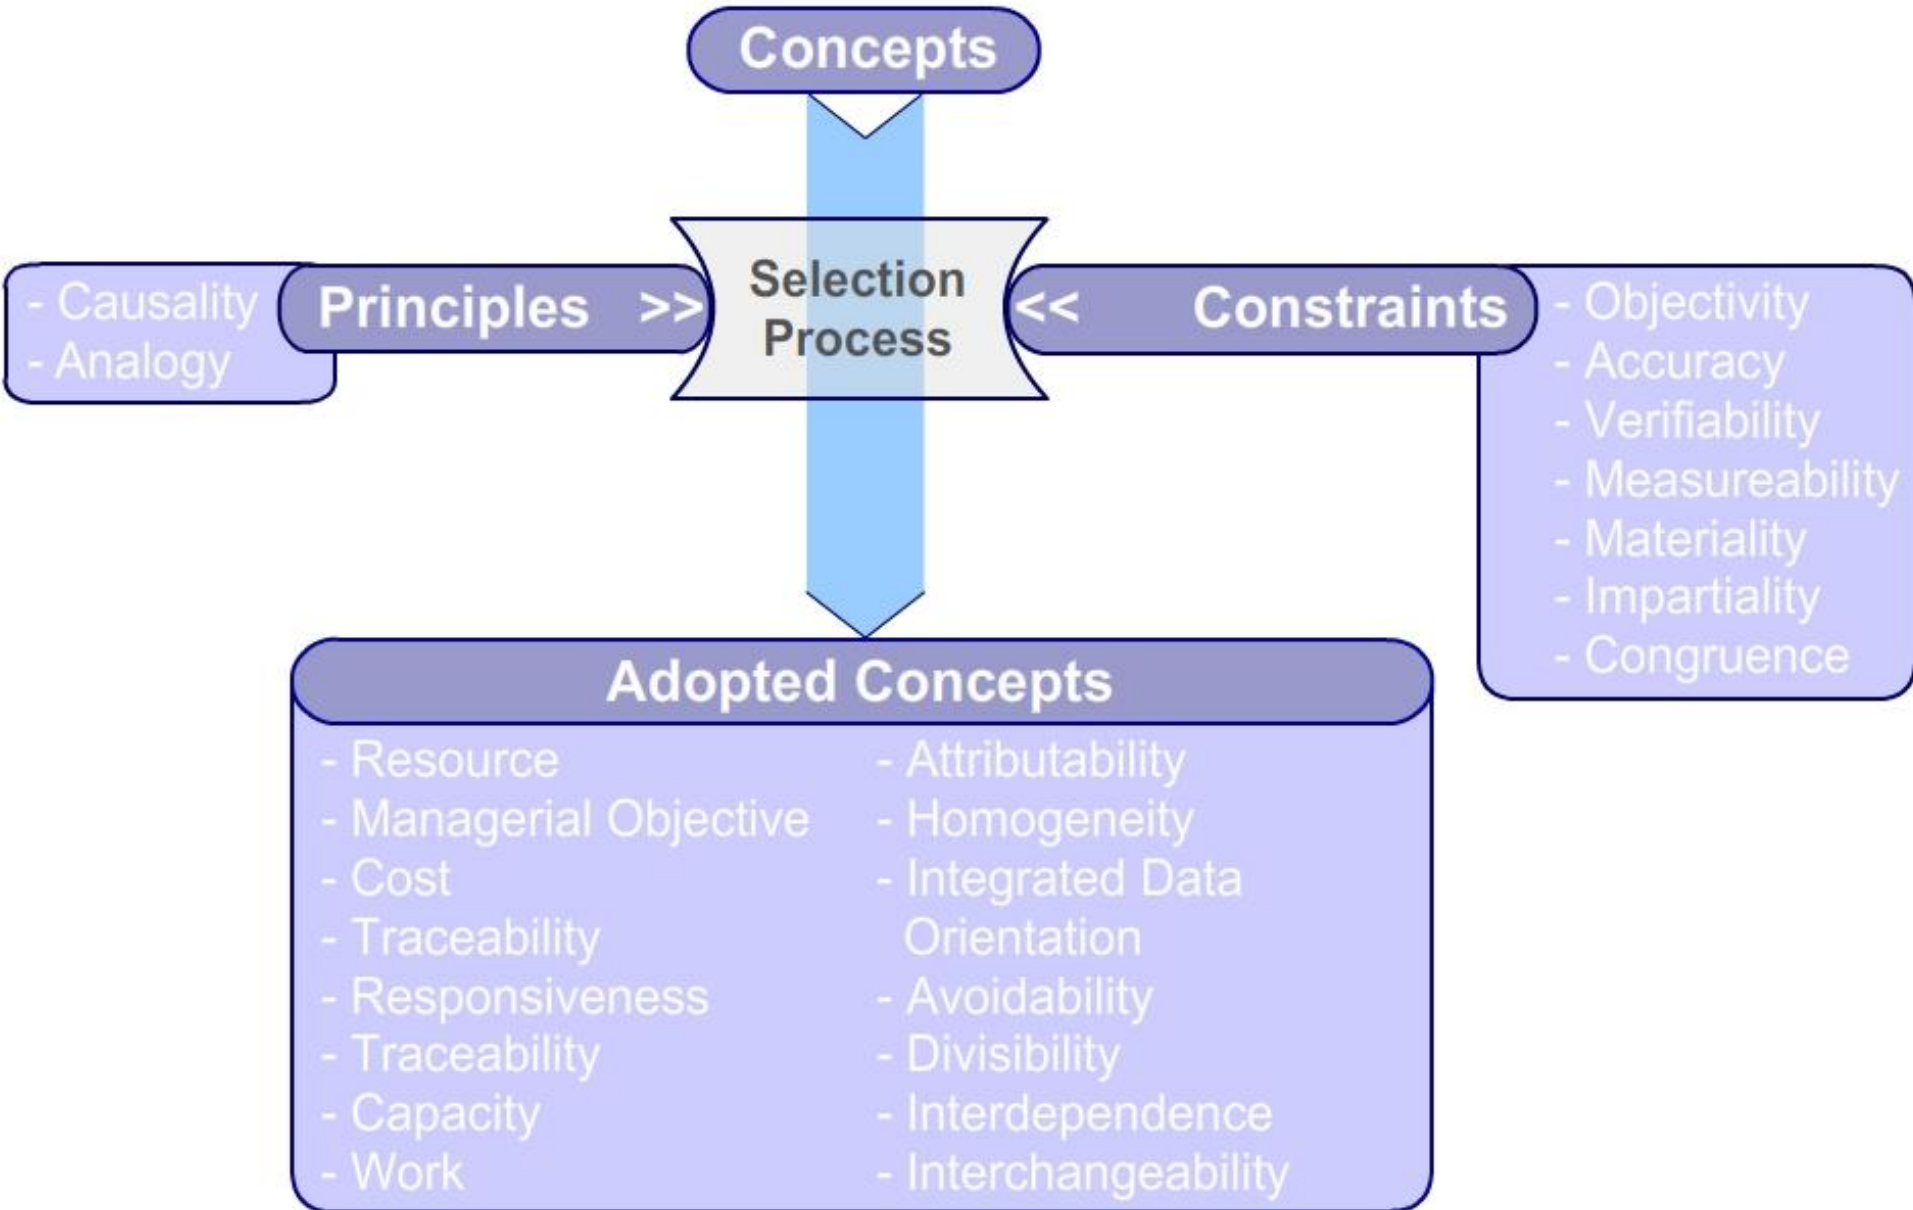 Concepts
Selection
Process
Principles >>
- Causality
- Analogy
<< Constraints
- Objectivity
- Accuracy
- Verifiability
- Measureability
- Materiality
- Impartiality
- Congruence
Adopted Concepts
- Resource
- Managerial Objective
- Cost
- Traceability
- Responsiveness
- Traceability
- Capacity
- Work
- Attributability
- Homogeneity
- Integrated Data
Orientation
- Avoidability
- Divisibility
- Interdependence
- Interchangeability